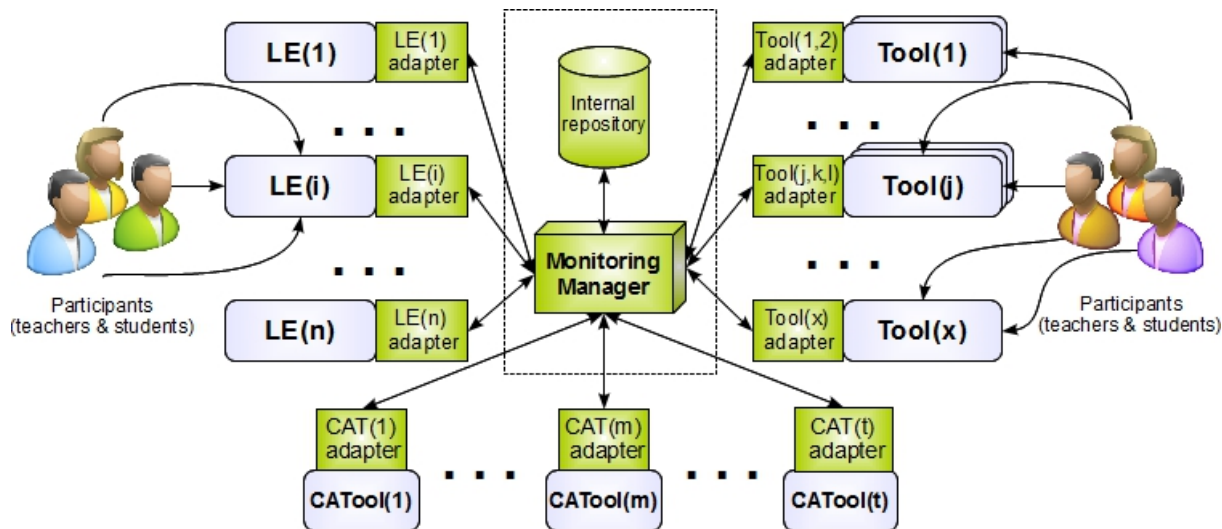 LE(1)
LE(1)
adapter
Internal
repository
Tool(1,2)
adapter
Tool(1)
. . .
. . .
LE(i)
LE(i)
adapter
Tool(j,k,l)
adapter
Tool(j)
Monitoring
Manager
. . .
. . .
Participants
(teachers & students)
LE(n)
LE(n)
adapter
Tool(x)
adapter
Tool(x)
Participants
(teachers & students)
CAT(1)
adapter
CATool(1)
. . .
CAT(m)
adapter
CATool(m)
. . .
CAT(t)
adapter
CATool(t)